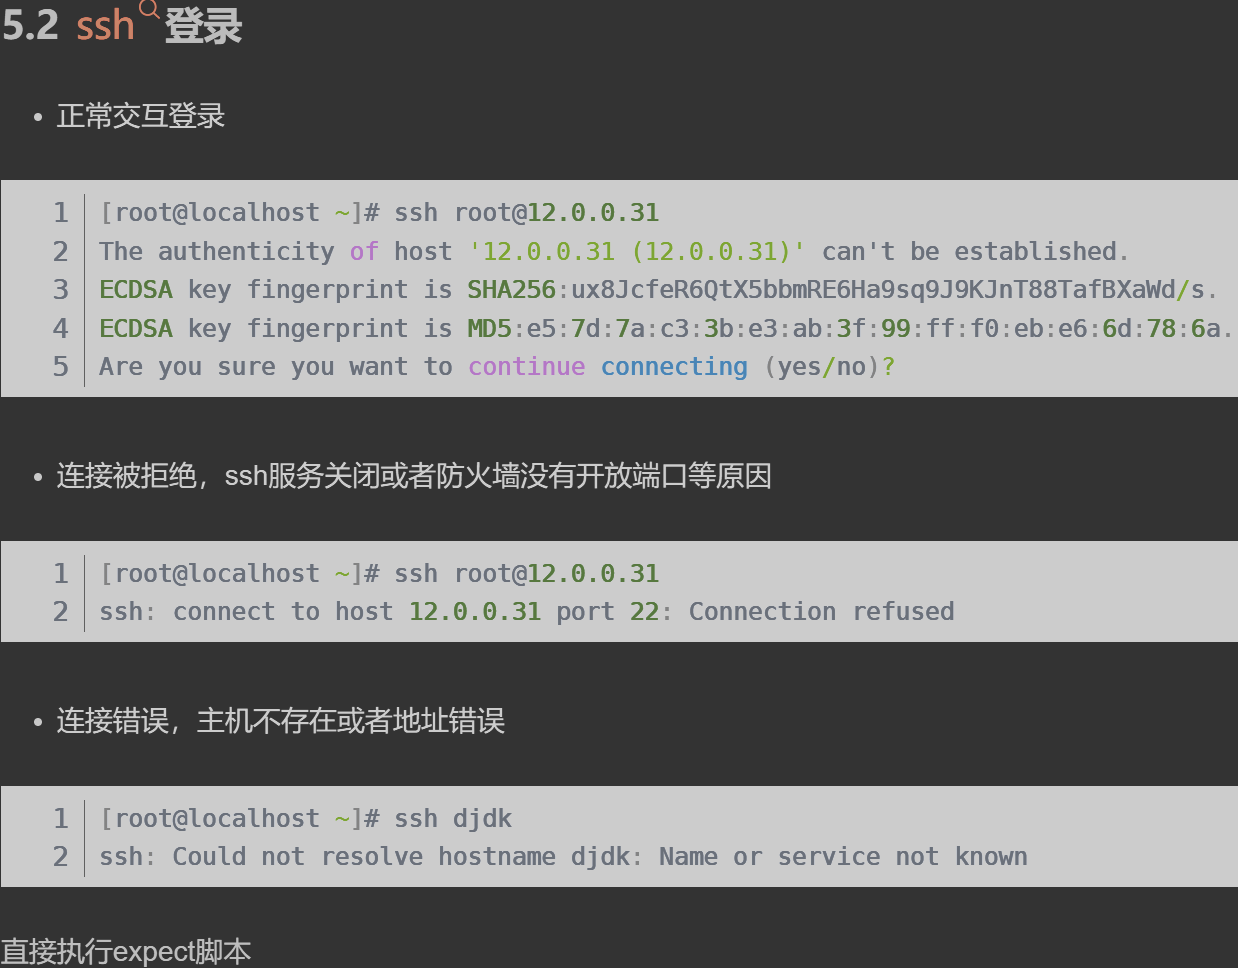 5.2 ssh登录
• 正常交互登录
1 [root@localhost ~]# ssh root@12.0.0.31
2 The authenticity of host '12.0.0.31 (12.0.0.31)' can't be established.
3 ECDSA key fingerprint is SHA256:ux8JcfeR6QtX5bbmRE6Ha9sq9J9KJnT88TafBXaWd/s.
4 ECDSA key fingerprint is MD5:e5:7d:7a:c3:3b:e3:ab:3f:99:ff:f0:eb:e6:6d:78:6a.
5 Are you sure you want to continue connecting (yes/no)?
• 连接被拒绝，ssh服务关闭或者防火墙没有开放端口等原因
1 [root@localhost ~]# ssh root@12.0.0.31
2 ssh: connect to host 12.0.0.31 port 22: Connection refused
• 连接错误，主机不存在或者地址错误
1 [root@localhost ~]# ssh djdk
2 ssh: Could not resolve hostname djdk: Name or service not known
直接执行expect脚本